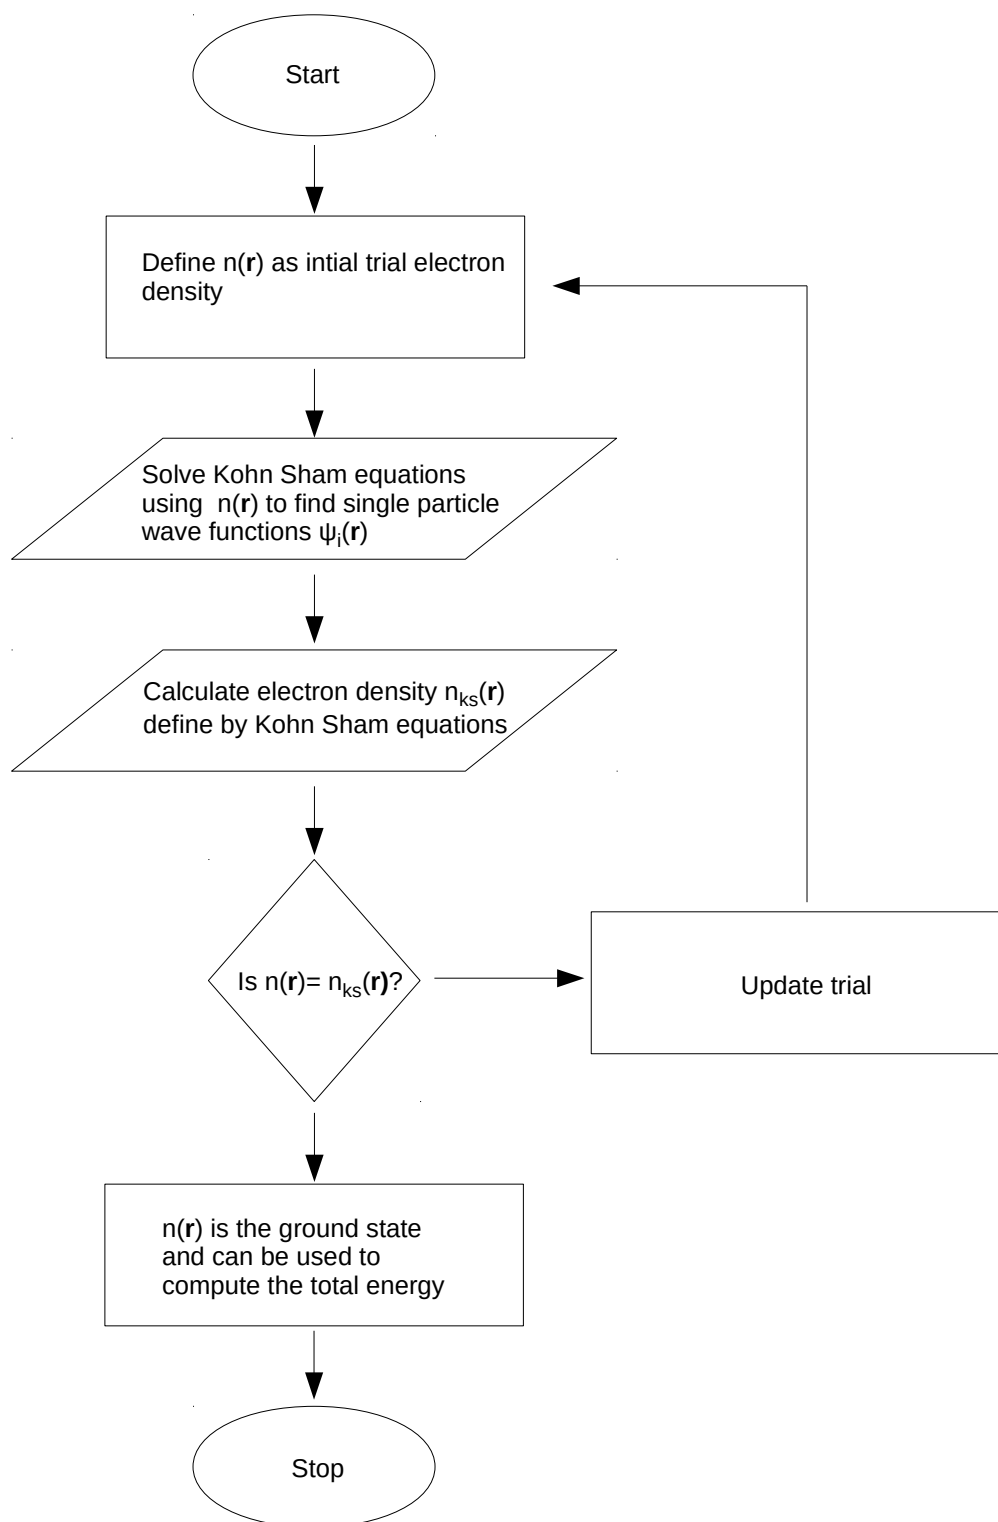 Start
Define n(r) as intial trial electron
density
Solve Kohn Sham equations
using  n(r) to find single particle
wave functions ψi(r)
Calculate electron density nks(r)
define by Kohn Sham equations
Is n(r)= nks(r)?
Update trial
n(r) is the ground state
and can be used to
compute the total energy
Stop